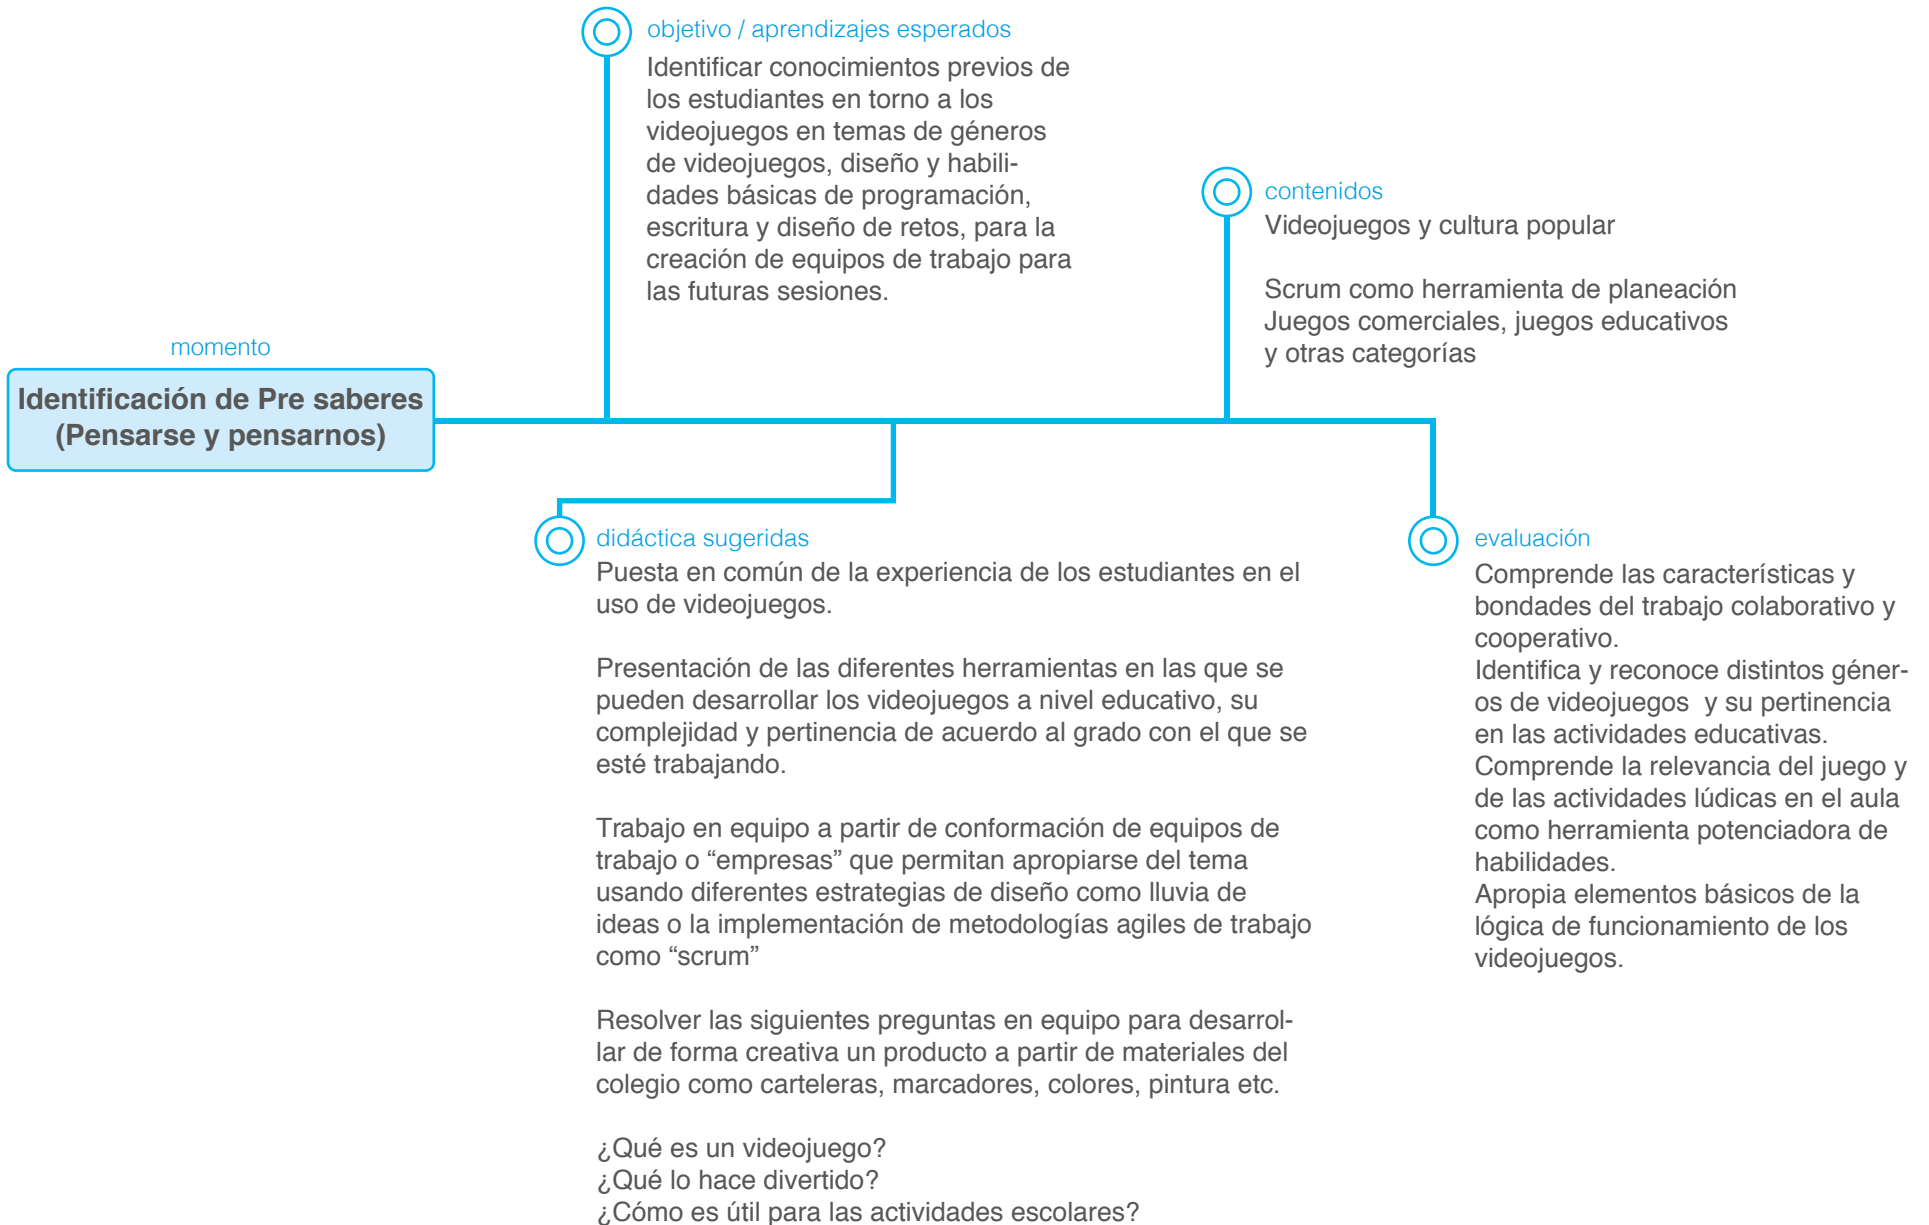 objetivo / aprendizajes esperados
Identificar conocimientos previos de
los estudiantes en torno a los
videojuegos en temas de géneros
de videojuegos, diseño y habili-
dades básicas de programación,
escritura y diseño de retos, para la
creación de equipos de trabajo para
las futuras sesiones.
contenidos
Videojuegos y cultura popular
Scrum como herramienta de planeación
Juegos comerciales, juegos educativos
y otras categorías
momento
Identificación de Pre saberes
(Pensarse y pensarnos)
didáctica sugeridas
Puesta en común de la experiencia de los estudiantes en el
uso de videojuegos.
Presentación de las diferentes herramientas en las que se
pueden desarrollar los videojuegos a nivel educativo, su
complejidad y pertinencia de acuerdo al grado con el que se
esté trabajando.
Trabajo en equipo a partir de conformación de equipos de
trabajo o “empresas” que permitan apropiarse del tema
usando diferentes estrategias de diseño como lluvia de
ideas o la implementación de metodologías agiles de trabajo
como “scrum”
Resolver las siguientes preguntas en equipo para desarrol-
lar de forma creativa un producto a partir de materiales del
colegio como carteleras, marcadores, colores, pintura etc.
¿Qué es un videojuego?
¿Qué lo hace divertido?
¿Cómo es útil para las actividades escolares?
evaluación
Comprende las características y
bondades del trabajo colaborativo y
cooperativo.
Identifica y reconoce distintos géner-
os de videojuegos  y su pertinencia
en las actividades educativas.
Comprende la relevancia del juego y
de las actividades lúdicas en el aula
como herramienta potenciadora de
habilidades.
Apropia elementos básicos de la
lógica de funcionamiento de los
videojuegos.